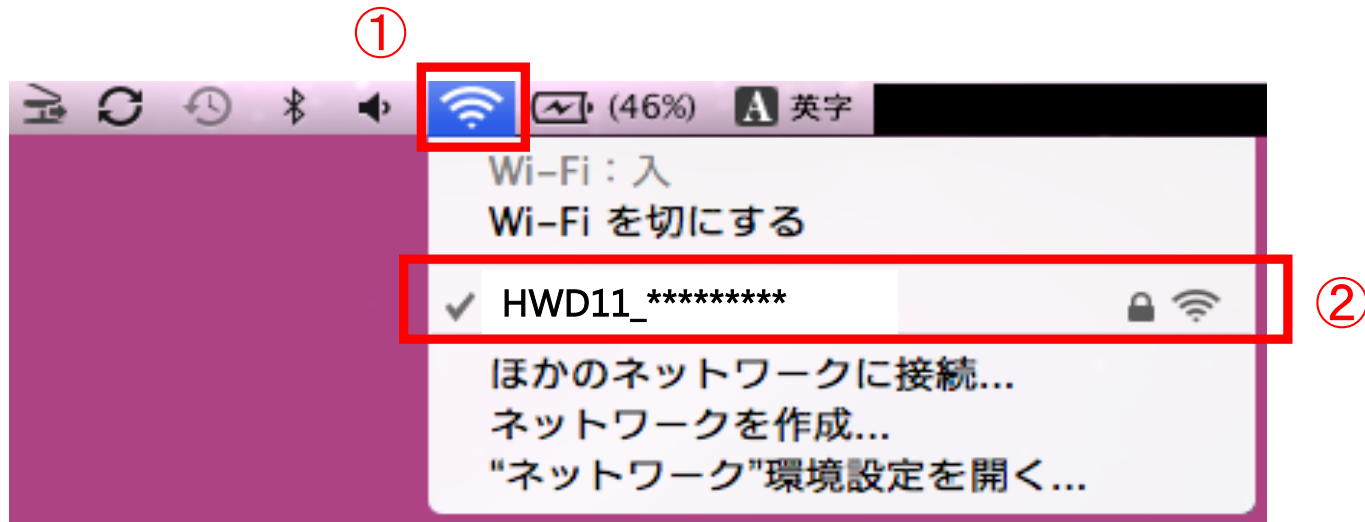 ①
(46%) A 英字
Wi-Fi：入
Wi-Fi を切にする
HWD11_*********
②
ほかのネットワークに接続...
ネットワークを作成...
“ネットワーク”環境設定を開く...